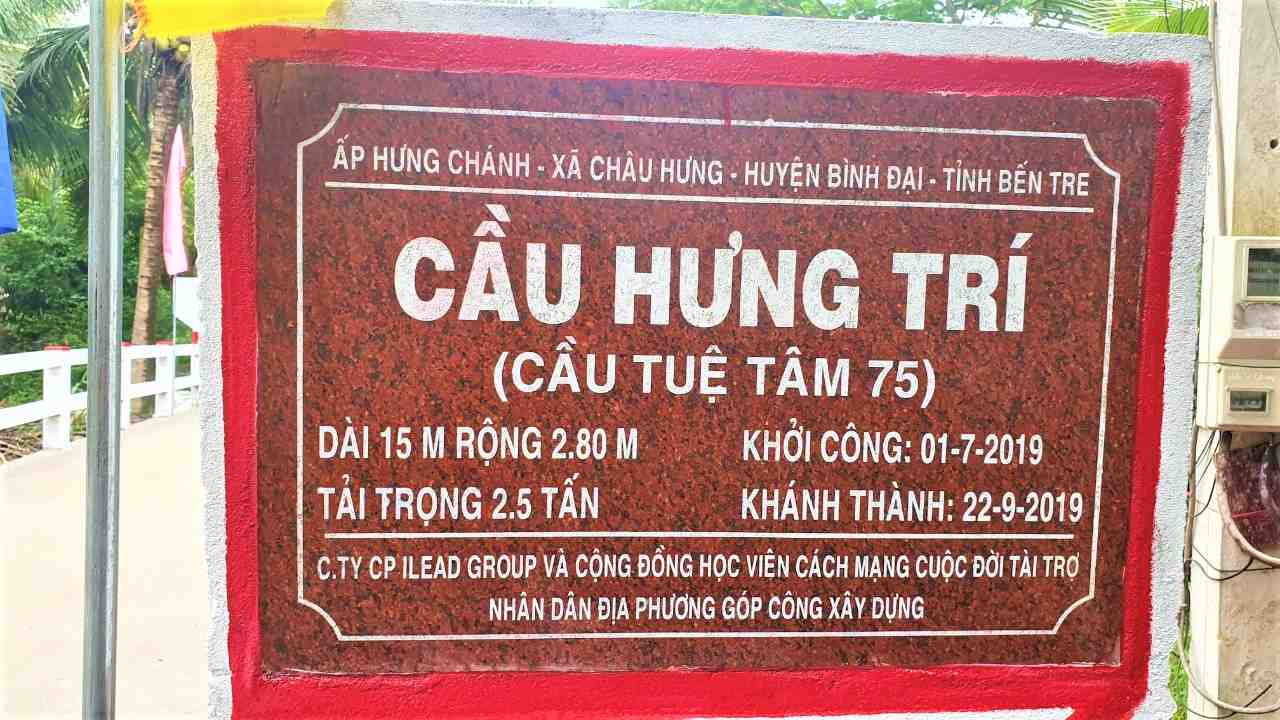 ẤP HƯNG CHÁNH - XÃ CHÂU HƯNG - HUYỆN BÌNH ĐẠI - TỈNH BẾN TRE
CẦU HƯNG TRÍ
(CẦU TUỆ TÂM 75)
DÀI 15 M RỘNG 2.80 M
KHỞI CÔNG: 01-7-2019
TẢI TRỌNG 2.5 TẤN
KHÁNH THÀNH: 22-9-2019
C.TY CP ILEAD GROUP VÀ CỘNG ĐỒNG HỌC VIÊN CÁCH MẠNG CUỘC ĐỜI TÀI TRỢ
NHÂN DÂN ĐỊA PHƯƠNG GÓP CÔNG XÂY DỰNG